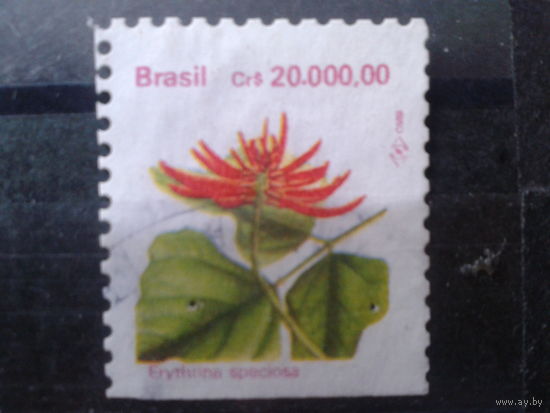 Brasil Cr$ 20.000,00
Erythrina speciosa
www.ay.by